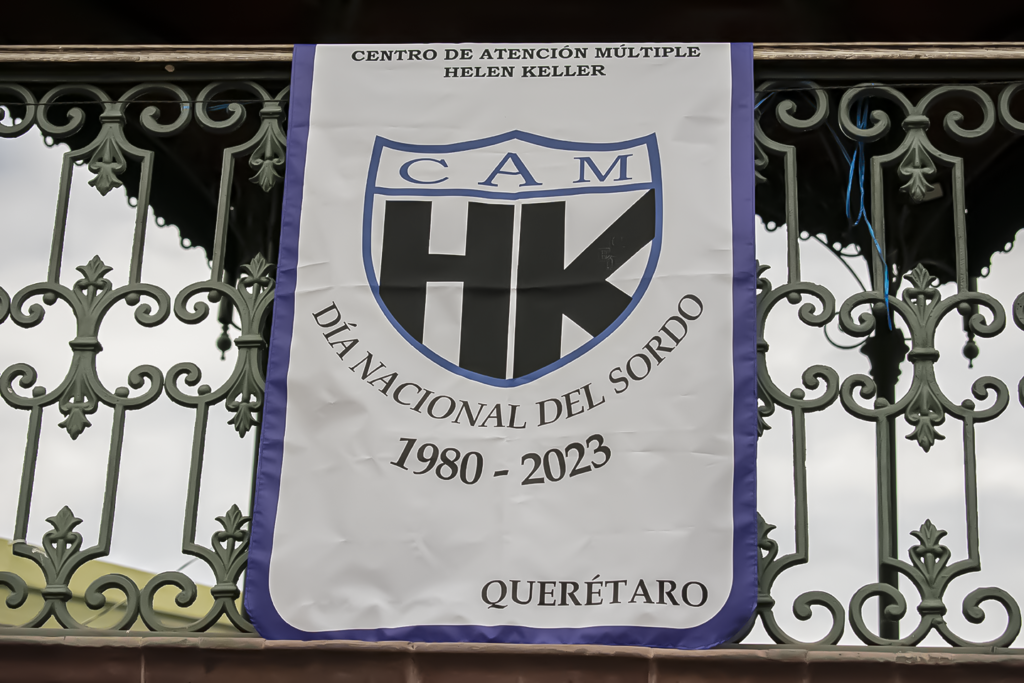 CENTRO DE ATENCIÓN MÚLTIPLE
HELEN KELLER
CAM
HK
DÍA NACIONAL DEL SORDO
1980 - 2023
QUERÉTARO